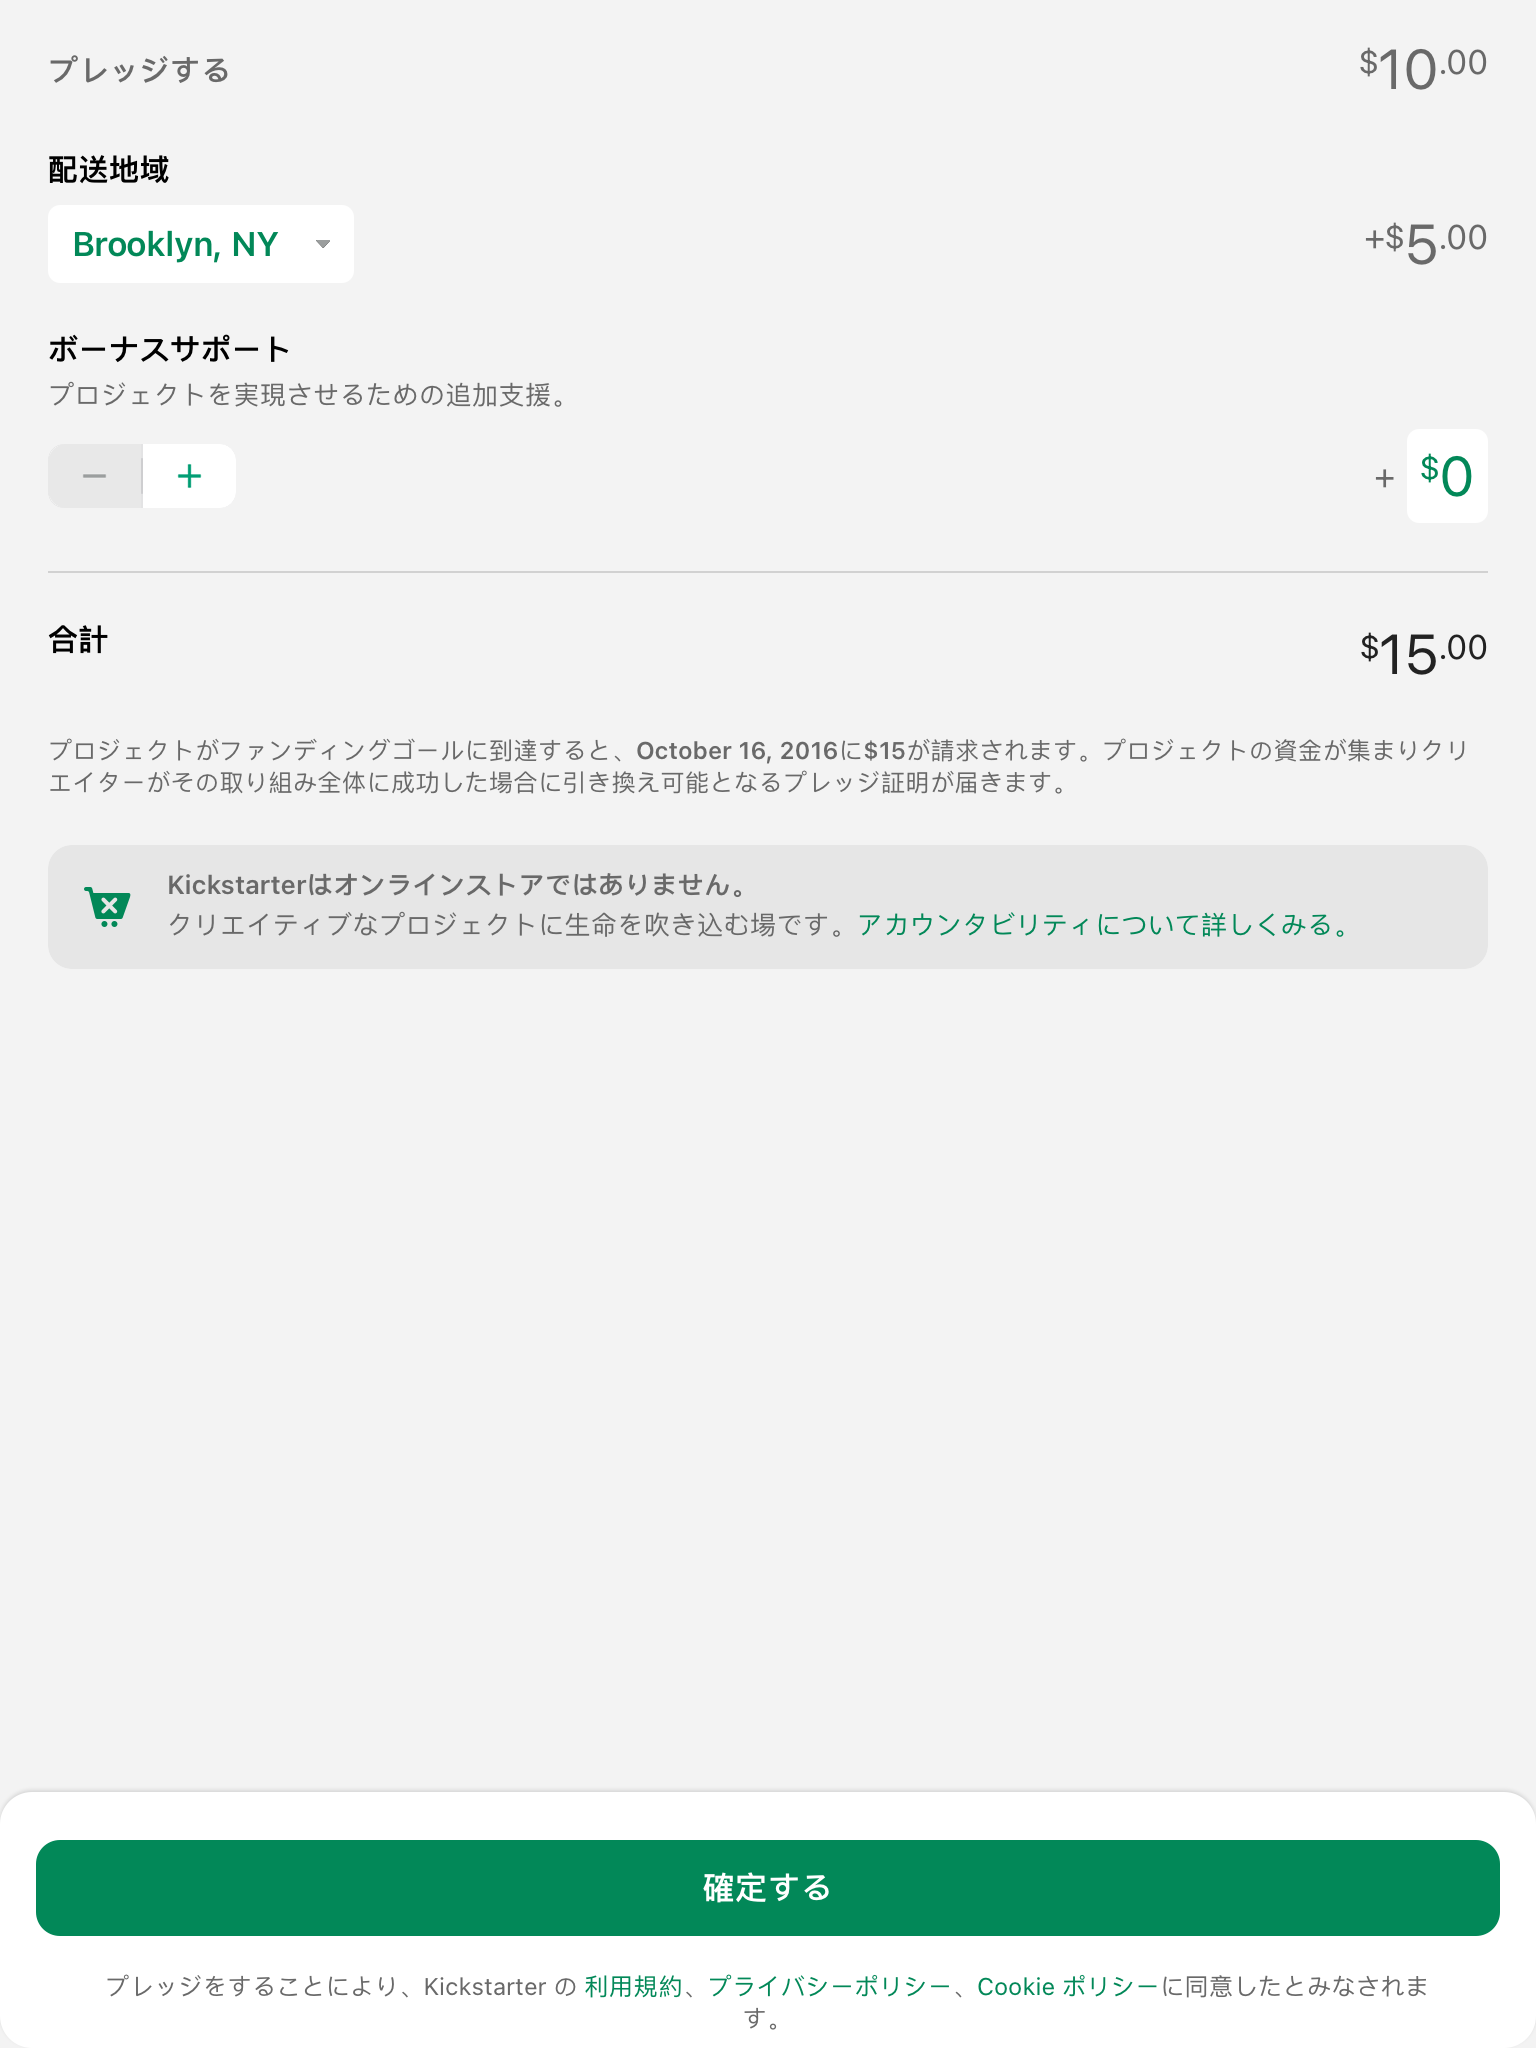 プレッジする $10.00
配送地域
Brooklyn, NY +$5.00
ボーナスサポート
プロジェクトを実現させるための追加支援。
− + + $0
合計 $15.00
プロジェクトがファンディングゴールに到達すると、October 16, 2016に$15が請求されます。プロジェクトの資金が集まりクリ
エイターがその取り組み全体に成功した場合に引き換え可能となるプレッジ証明が届きます。
Kickstarterはオンラインストアではありません。
クリエイティブなプロジェクトに生命を吹き込む場です。アカウンタビリティについて詳しくみる。
確定する
プレッジをすることにより、Kickstarter の 利用規約、プライバシーポリシー、Cookie ポリシーに同意したとみなされま
す。